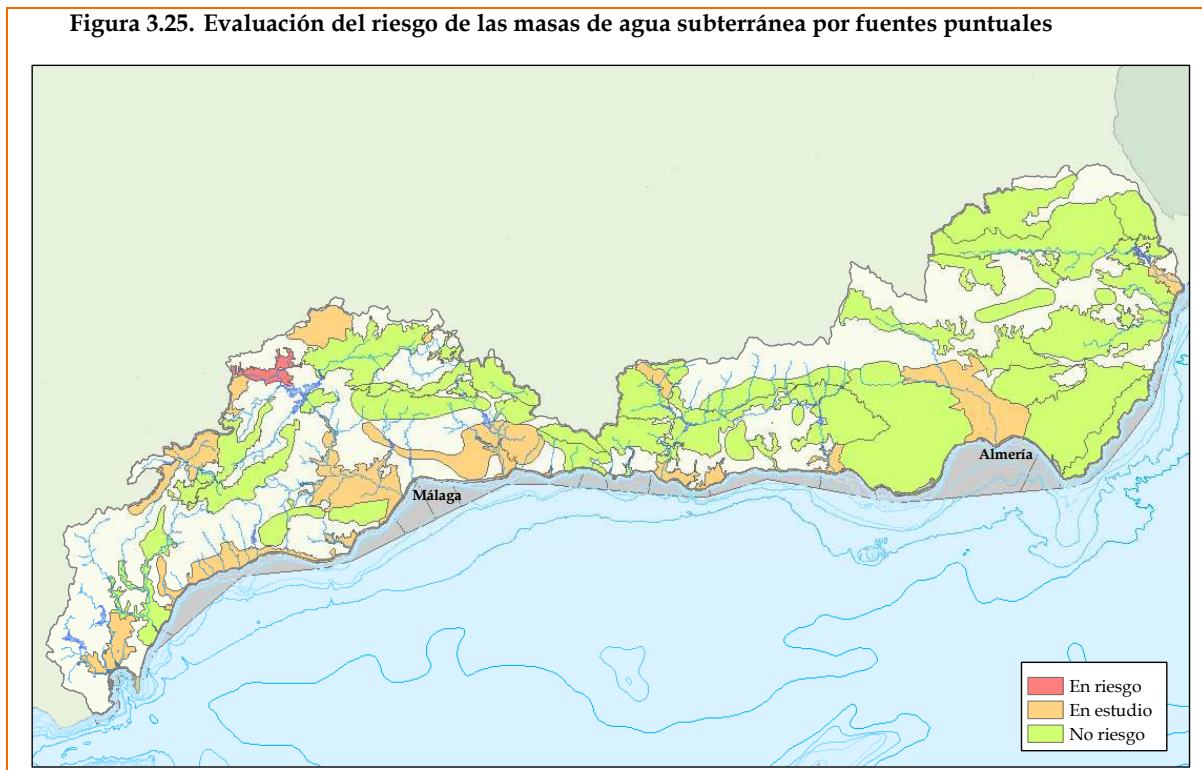 Figura 3.25. Evaluación del riesgo de las masas de agua subterránea por fuentes puntuales
Almería
Málaga
En riesgo
En estudio
No riesgo